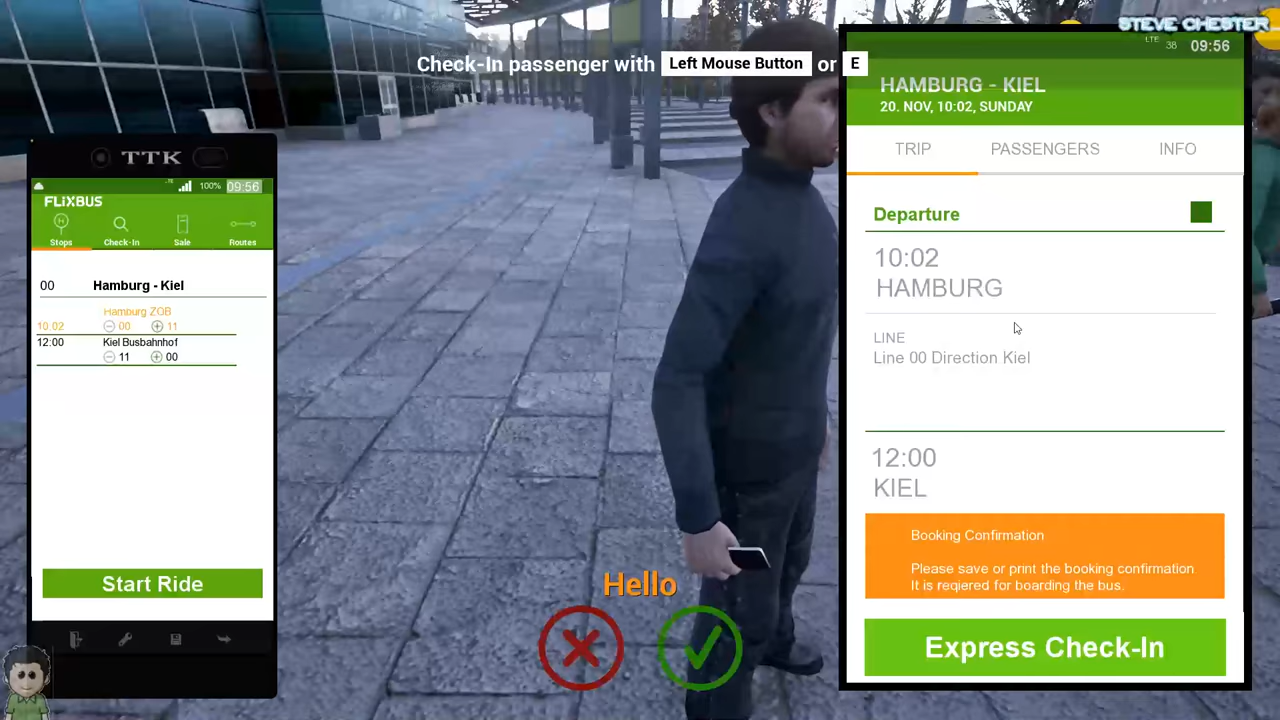 STEVE CHESTER
Check-In passenger with Left Mouse Button or E
TTK
100% 09:56
FLiXBUS
H
Stops Check-In Sale Routes
00 Hamburg - Kiel
Hamburg ZOB
10.02 00 11
12:00 Kiel Busbahnhof
11 00
Start Ride
Hello
LTE 38 09:56
HAMBURG - KIEL
20. NOV, 10:02, SUNDAY
TRIP PASSENGERS INFO
Departure
10:02
HAMBURG
LINE
Line 00 Direction Kiel
12:00
KIEL
Booking Confirmation
Please save or print the booking confirmation
It is reqiered for boarding the bus.
Express Check-In